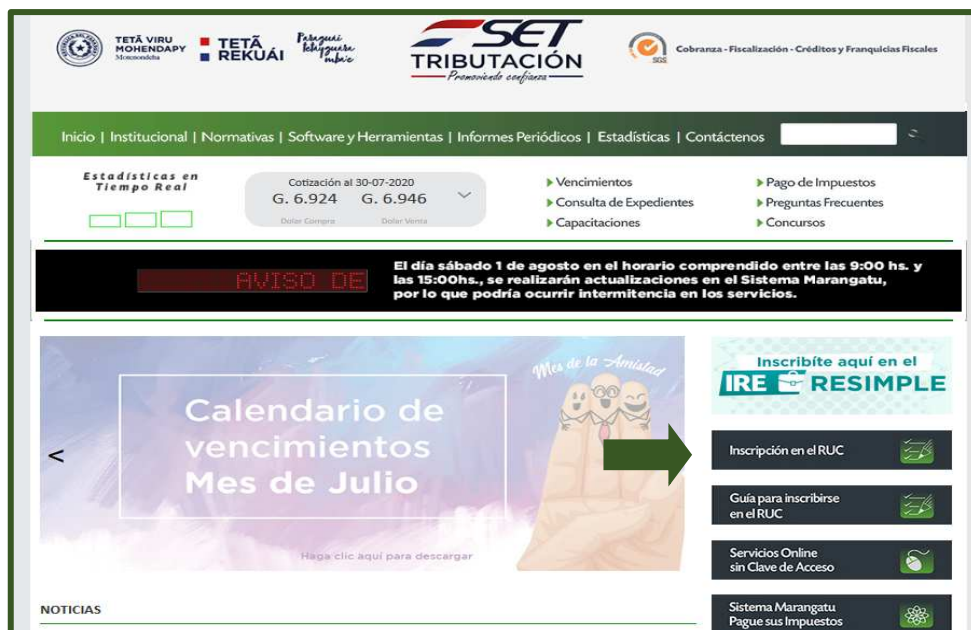 TETÃ VIRU
MOHENDAPY
Motenondeha
TETÃ
REKUÁI
Paraguái
tekuaygua
mba'e
SET
TRIBUTACIÓN
Promoviendo confianza
SGS
Cobranza - Fiscalización - Créditos y Franquicias Fiscales
Inicio | Institucional | Normativas | Software y Herramientas | Informes Periódicos | Estadísticas | Contáctenos
Estadísticas en
Tiempo Real
Cotización al 30-07-2020
G. 6.924 G. 6.946
Dolar Compra Dolar Venta
Vencimientos
Consulta de Expedientes
Capacitaciones
Pago de Impuestos
Preguntas Frecuentes
Concursos
AVISO DE
El día sábado 1 de agosto en el horario comprendido entre las 9:00 hs. y
las 15:00hs., se realizarán actualizaciones en el Sistema Marangatu,
por lo que podría ocurrir intermitencia en los servicios.
Mes de la Amistad
Calendario de
vencimientos
Mes de Julio
Haga clic aquí para descargar
<
Inscribíte aquí en el
IRE RESIMPLE
Inscripción en el RUC
Guía para inscribirse
en el RUC
Servicios Online
sin Clave de Acceso
Sistema Marangatu
Pague sus Impuestos
NOTICIAS